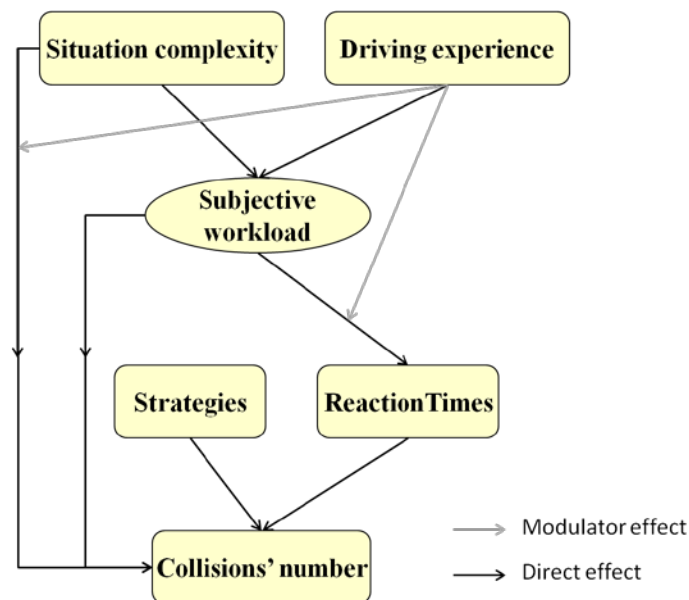 Situation complexity
Driving experience
Subjective
workload
Strategies
ReactionTimes
Collisions’ number
Modulator effect
Direct effect